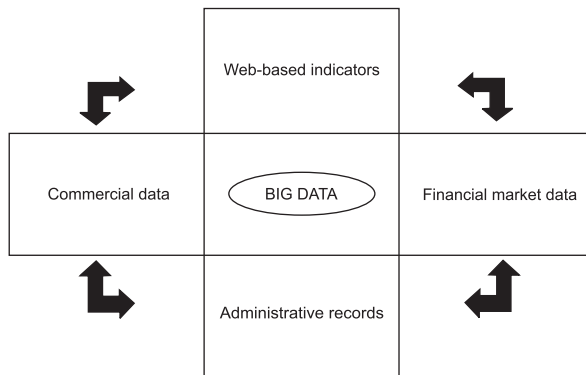 Web-based indicators
Commercial data
BIG DATA
Financial market data
Administrative records